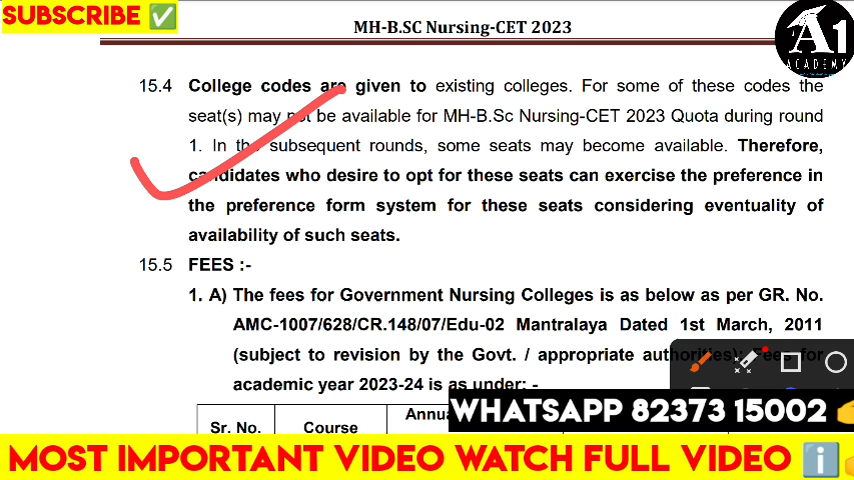 SUBSCRIBE ✅
MH-B.SC Nursing-CET 2023
A1
ACADEMY
15.4 College codes are given to existing colleges. For some of these codes the
seat(s) may not be available for MH-B.Sc Nursing-CET 2023 Quota during round
1. In the subsequent rounds, some seats may become available. Therefore,
candidates who desire to opt for these seats can exercise the preference in
the preference form system for these seats considering eventuality of
availability of such seats.
15.5 FEES :-
1. A) The fees for Government Nursing Colleges is as below as per GR. No.
AMC-1007/628/CR.148/07/Edu-02 Mantralaya Dated 1st March, 2011
(subject to revision by the Govt. / appropriate authorities): Fees for
academic year 2023-24 is as under: -
Sr. No. Course
WHATSAPP 82373 15002
MOST IMPORTANT VIDEO WATCH FULL VIDEO ℹ️